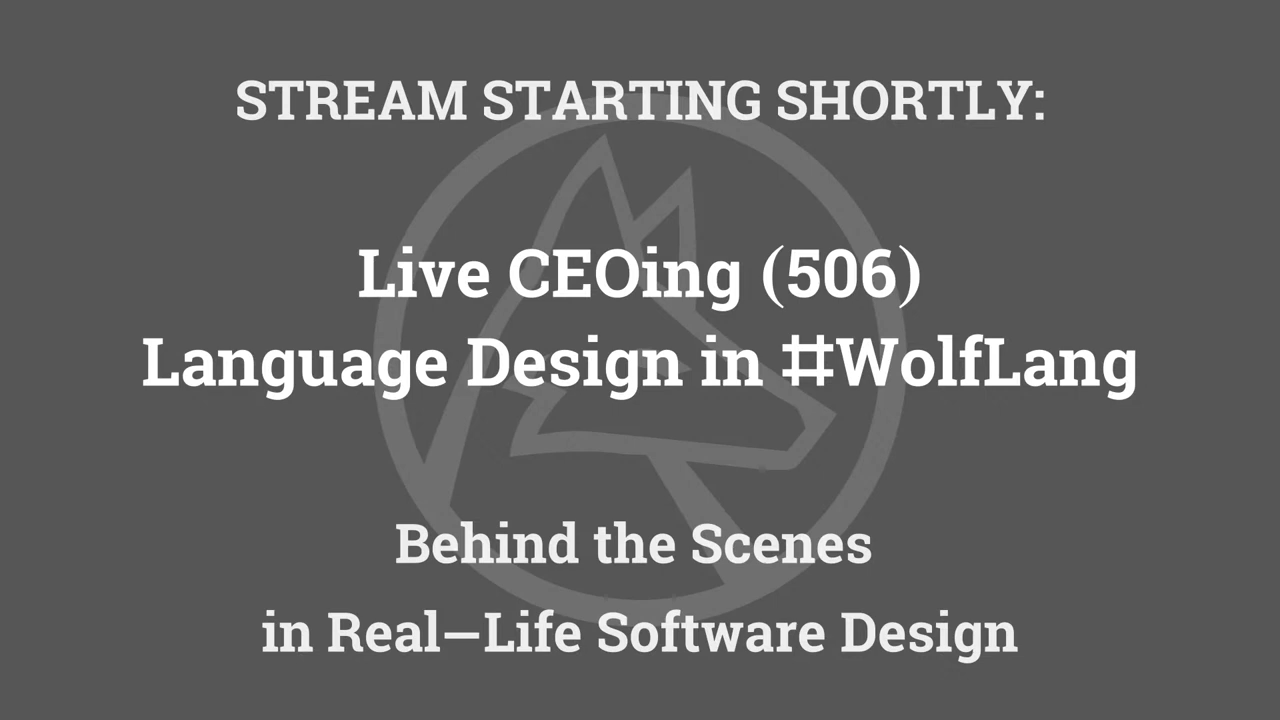 STREAM STARTING SHORTLY:
Live CEOing (506)
Language Design in #WolfLang
Behind the Scenes
in Real—Life Software Design